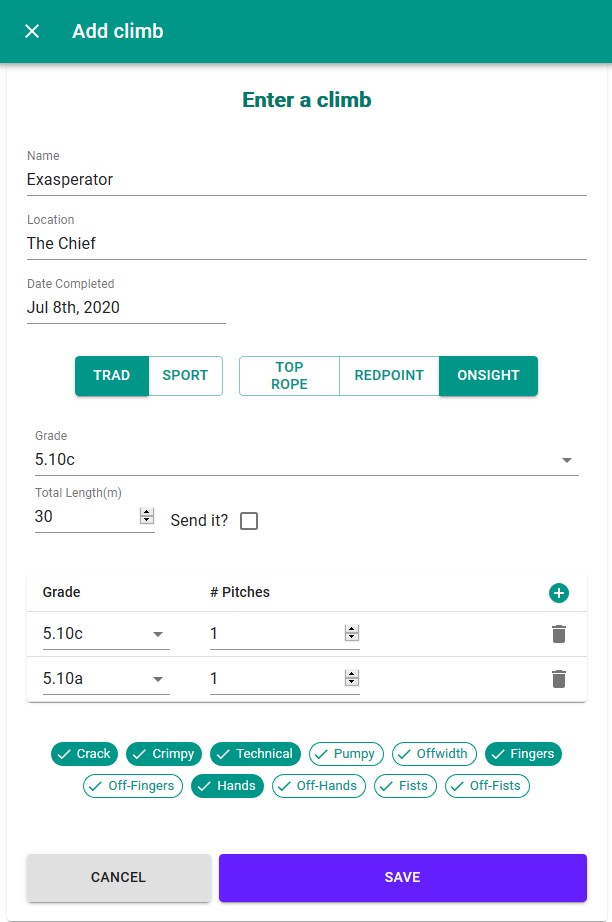 Add climb
Enter a climb
Name
Exasperator
Location
The Chief
Date Completed
Jul 8th, 2020
TRAD SPORT TOP ROPE REDPOINT ONSIGHT
Grade
5.10c
Total Length(m)
30 Send it?
Grade # Pitches
5.10c 1
5.10a 1
Crack Crimpy Technical Pumpy Offwidth Fingers
Off-Fingers Hands Off-Hands Fists Off-Fists
CANCEL SAVE